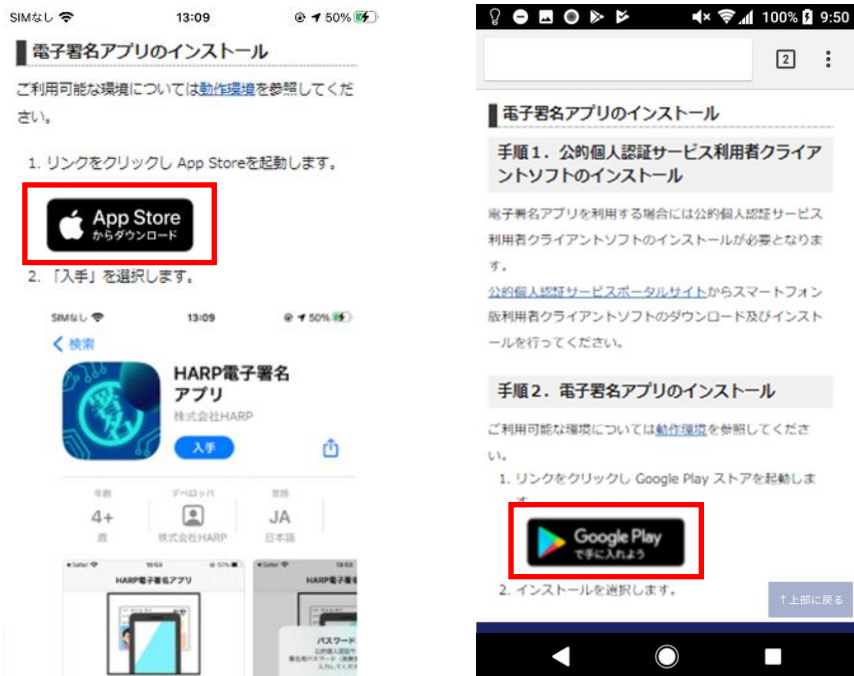 SIMなし 13:09 50%
電子署名アプリのインストール
ご利用可能な環境については動作環境を参照してくだ
さい。
1. リンクをクリックし App Storeを起動します。
App Store
からダウンロード
2. 「入手」を選択します。
SIMなし 13:09 50%
検索
HARP電子署名
アプリ
株式会社HARP
入手
年齢 デベロッパ 言語
4+ JA
歳 株式会社HARP 日本語
Safari 10:53 57%
HARP電子署名アプリ
Safari
HARP電子署名
パスワード
100% 9:50
2
電子署名アプリのインストール
手順1．公的個人認証サービス利用者クライア
ントソフトのインストール
電子署名アプリを利用する場合には公的個人認証サービス
利用者クライアントソフトのインストールが必要となりま
す。
公的個人認証サービスポータルサイトからスマートフォン
版利用者クライアントソフトのダウンロード及びインスト
ールを行ってください。
手順2．電子署名アプリのインストール
ご利用可能な環境については動作環境を参照してくださ
い。
1. リンクをクリックし Google Play ストアを起動しま
す
Google Play
で手に入れよう
2. インストールを選択します。
↑上部に戻る